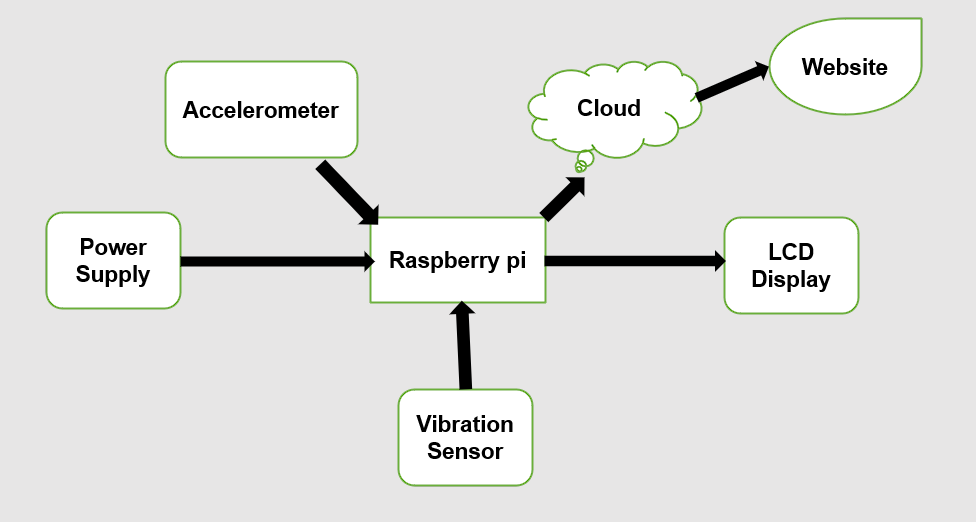 Website
Accelerometer
Cloud
Power
Supply
Raspberry pi
LCD
Display
Vibration
Sensor